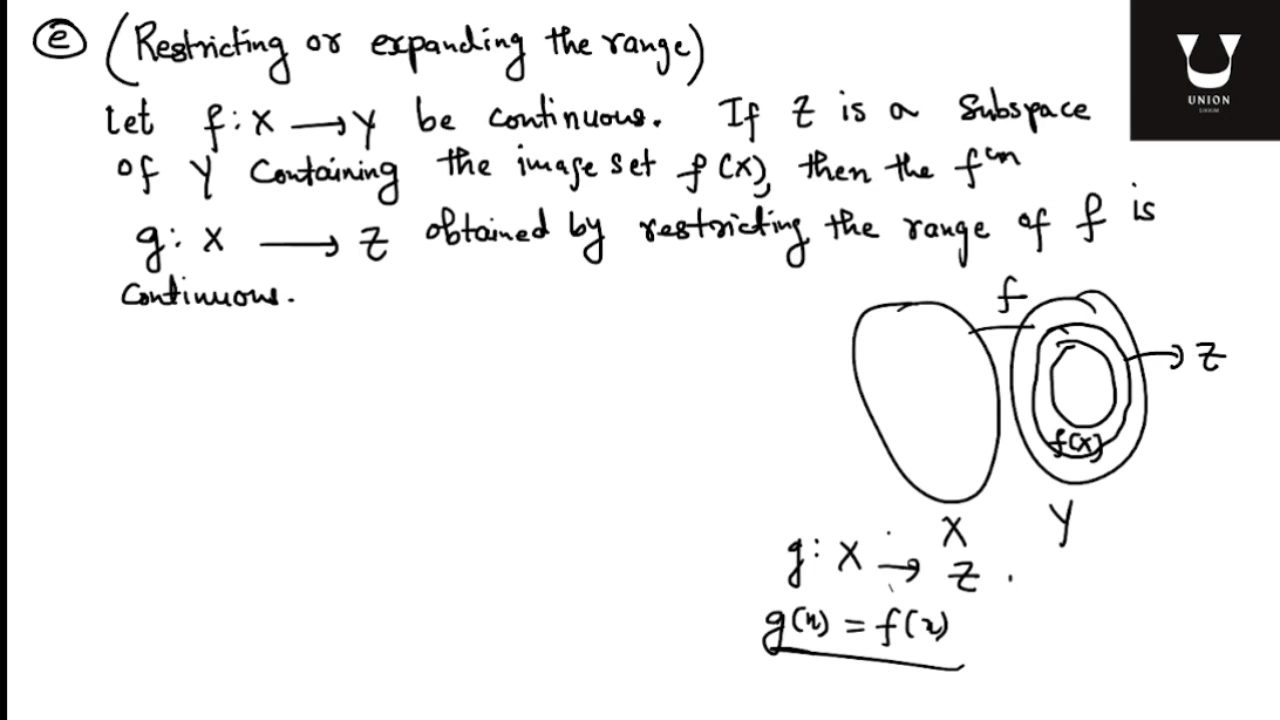 ⓔ (Restricting or expanding the range)
Let f: X → Y be continuous. If Z is a subspace
of Y containing the image set f(X), then the fcn
g: X → Z obtained by restricting the range of f is
continuous.
f
Z
f(X)
X
Y
g: X → Z .
g(x) = f(x)
UNION